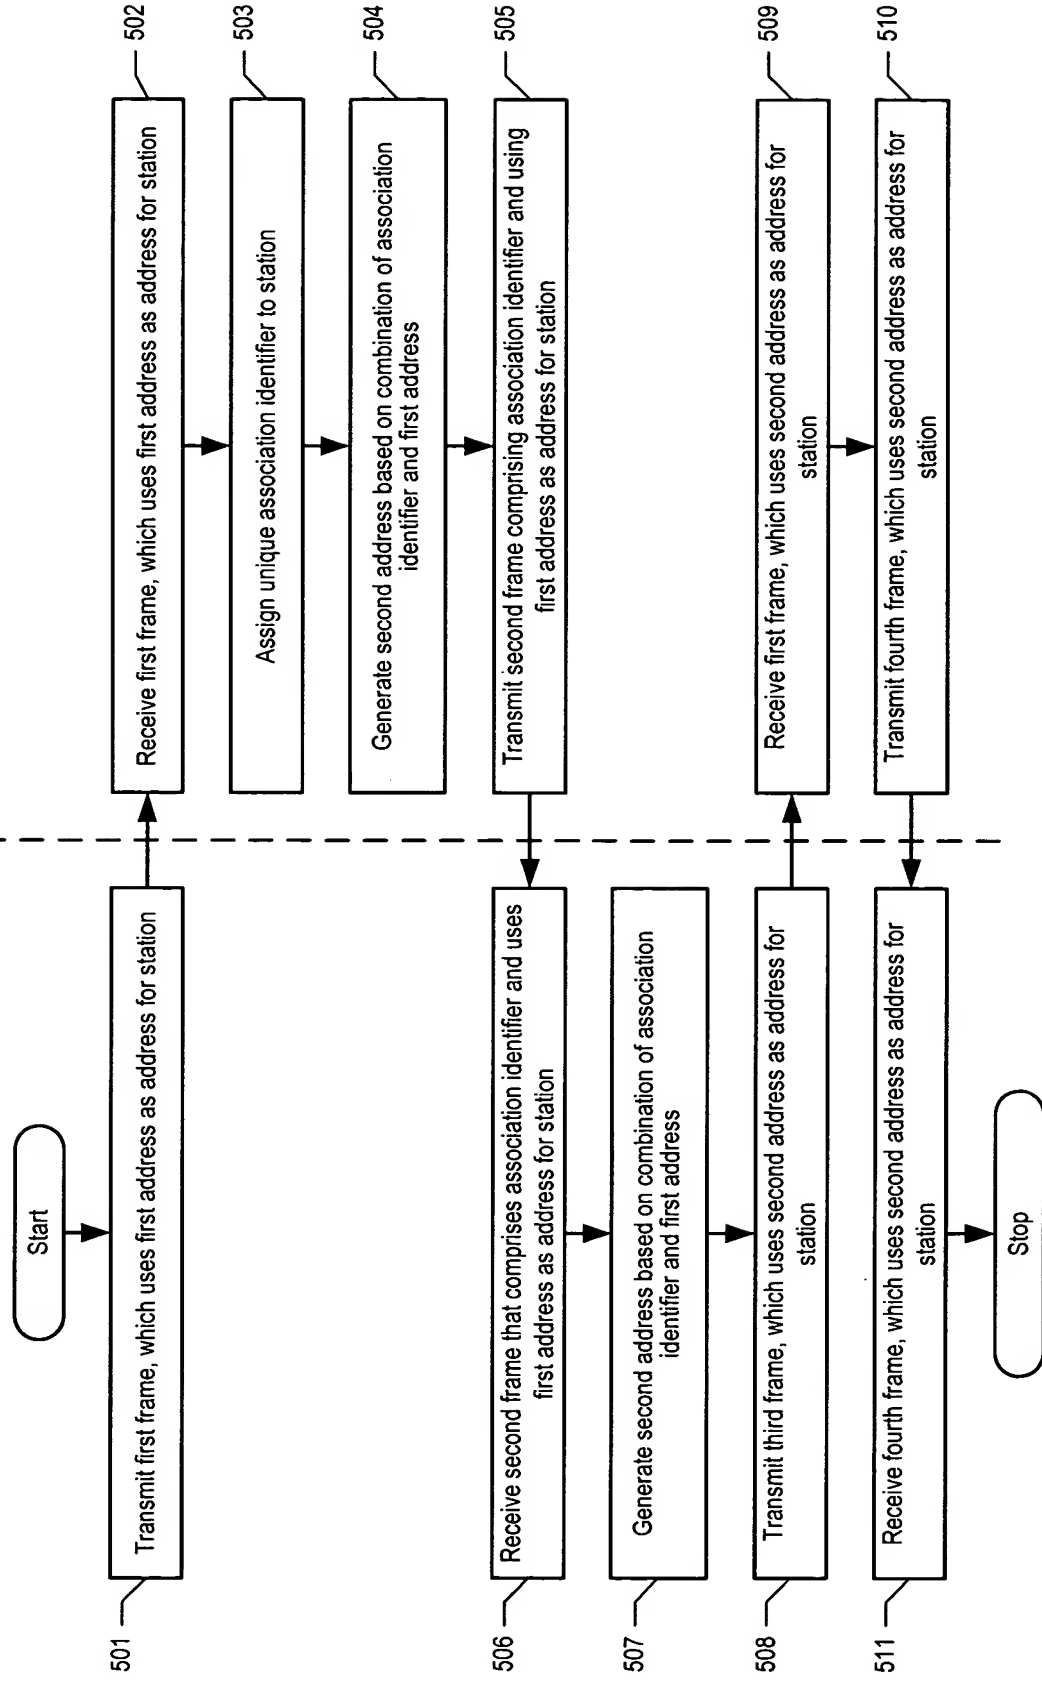 Start
501
Transmit first frame, which uses first address as address for station
502
Receive first frame, which uses first address as address for station
503
Assign unique association identifier to station
504
Generate second address based on combination of association
identifier and first address
505
Transmit second frame comprising association identifier and using
first address as address for station
506
Receive second frame that comprises association identifier and uses
first address as address for station
507
Generate second address based on combination of association
identifier and first address
508
Transmit third frame, which uses second address as address for
station
509
Receive first frame, which uses second address as address for
station
510
Transmit fourth frame, which uses second address as address for
station
511
Receive fourth frame, which uses second address as address for
station
Stop